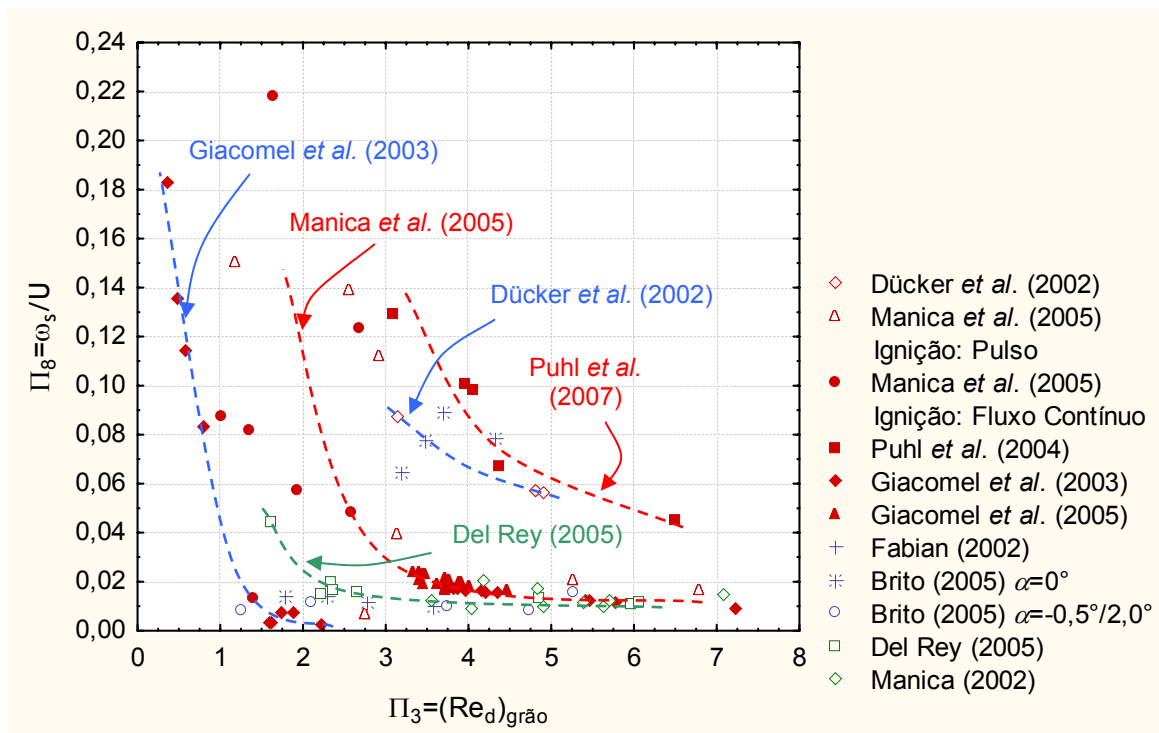 0,24
0,22
0,20
0,18
0,16
0,14
0,12
0,10
0,08
0,06
0,04
0,02
0,00
Π8=ωs/U
Giacomel et al. (2003)
Manica et al. (2005)
Dücker et al. (2002)
Puhl et al.
(2007)
Del Rey (2005)
0 1 2 3 4 5 6 7 8
Π3=(Red)grão
Dücker et al. (2002)
Manica et al. (2005)
Ignição: Pulso
Manica et al. (2005)
Ignição: Fluxo Contínuo
Puhl et al. (2004)
Giacomel et al. (2003)
Giacomel et al. (2005)
Fabian (2002)
Brito (2005) α=0°
Brito (2005) α=-0,5°/2,0°
Del Rey (2005)
Manica (2002)